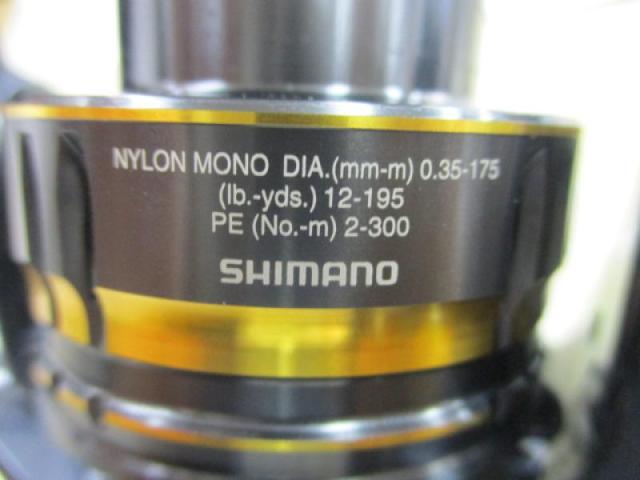 NYLON MONO DIA.(mm-m) 0.35-175
(lb.-yds.) 12-195
PE (No.-m) 2-300
SHIMANO